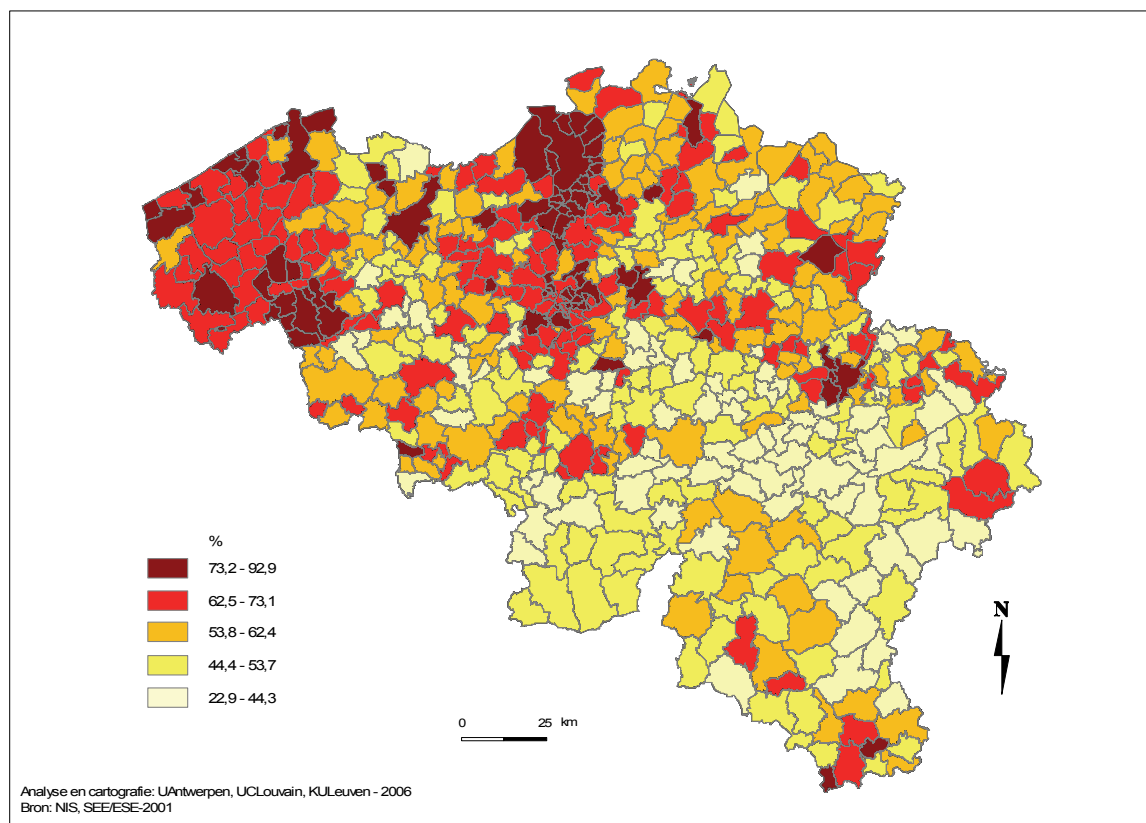 %
73,2 - 92,9
62,5 - 73,1
53,8 - 62,4
44,4 - 53,7
22,9 - 44,3
N
0 25 km
Analyse en cartografie: UAntwerpen, UCLouvain, KULeuven - 2006
Bron: NIS, SEE/ESE-2001